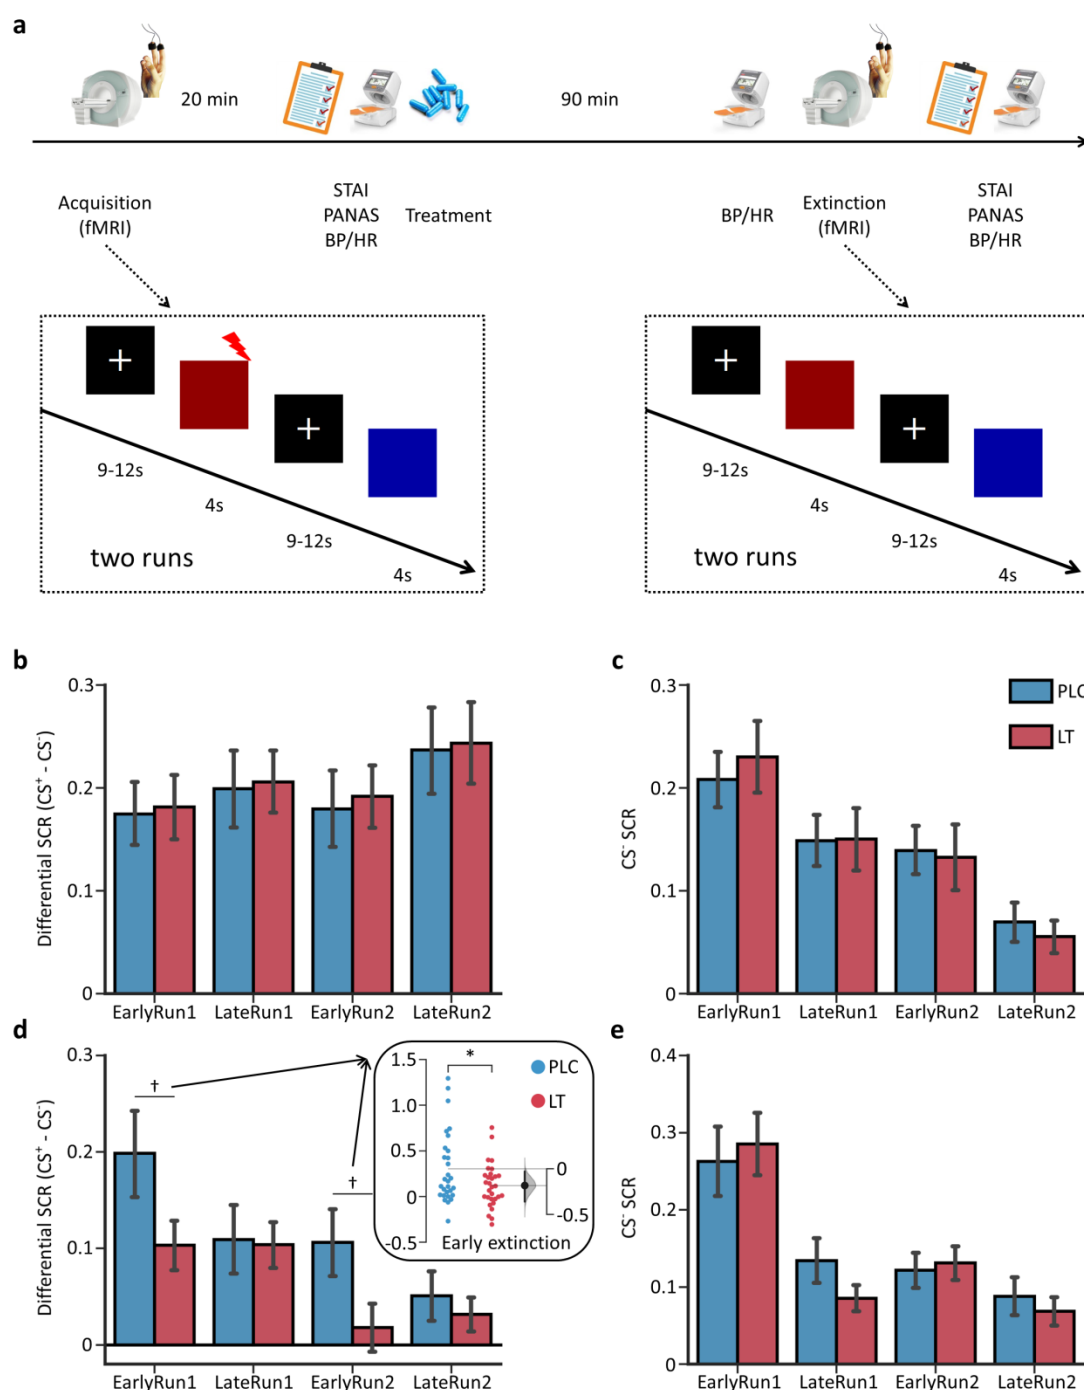 a
20 min
90 min
Acquisition
(fMRI)
STAI
PANAS
BP/HR
Treatment
BP/HR
Extinction
(fMRI)
STAI
PANAS
BP/HR
9-12s
4s
9-12s
4s
two runs
9-12s
4s
9-12s
4s
two runs
b
Differential SCR (CS+ - CS-)
0.3
0.2
0.1
0
EarlyRun1 LateRun1 EarlyRun2 LateRun2
c
CS- SCR
0.3
0.2
0.1
0
PLC
LT
EarlyRun1 LateRun1 EarlyRun2 LateRun2
d
Differential SCR (CS+ - CS-)
0.3
0.2
0.1
0
†
†
1.5
1.0
0.5
0
-0.5
*
PLC
LT
0
-0.5
Early extinction
EarlyRun1 LateRun1 EarlyRun2 LateRun2
e
CS- SCR
0.4
0.3
0.2
0.1
0
EarlyRun1 LateRun1 EarlyRun2 LateRun2